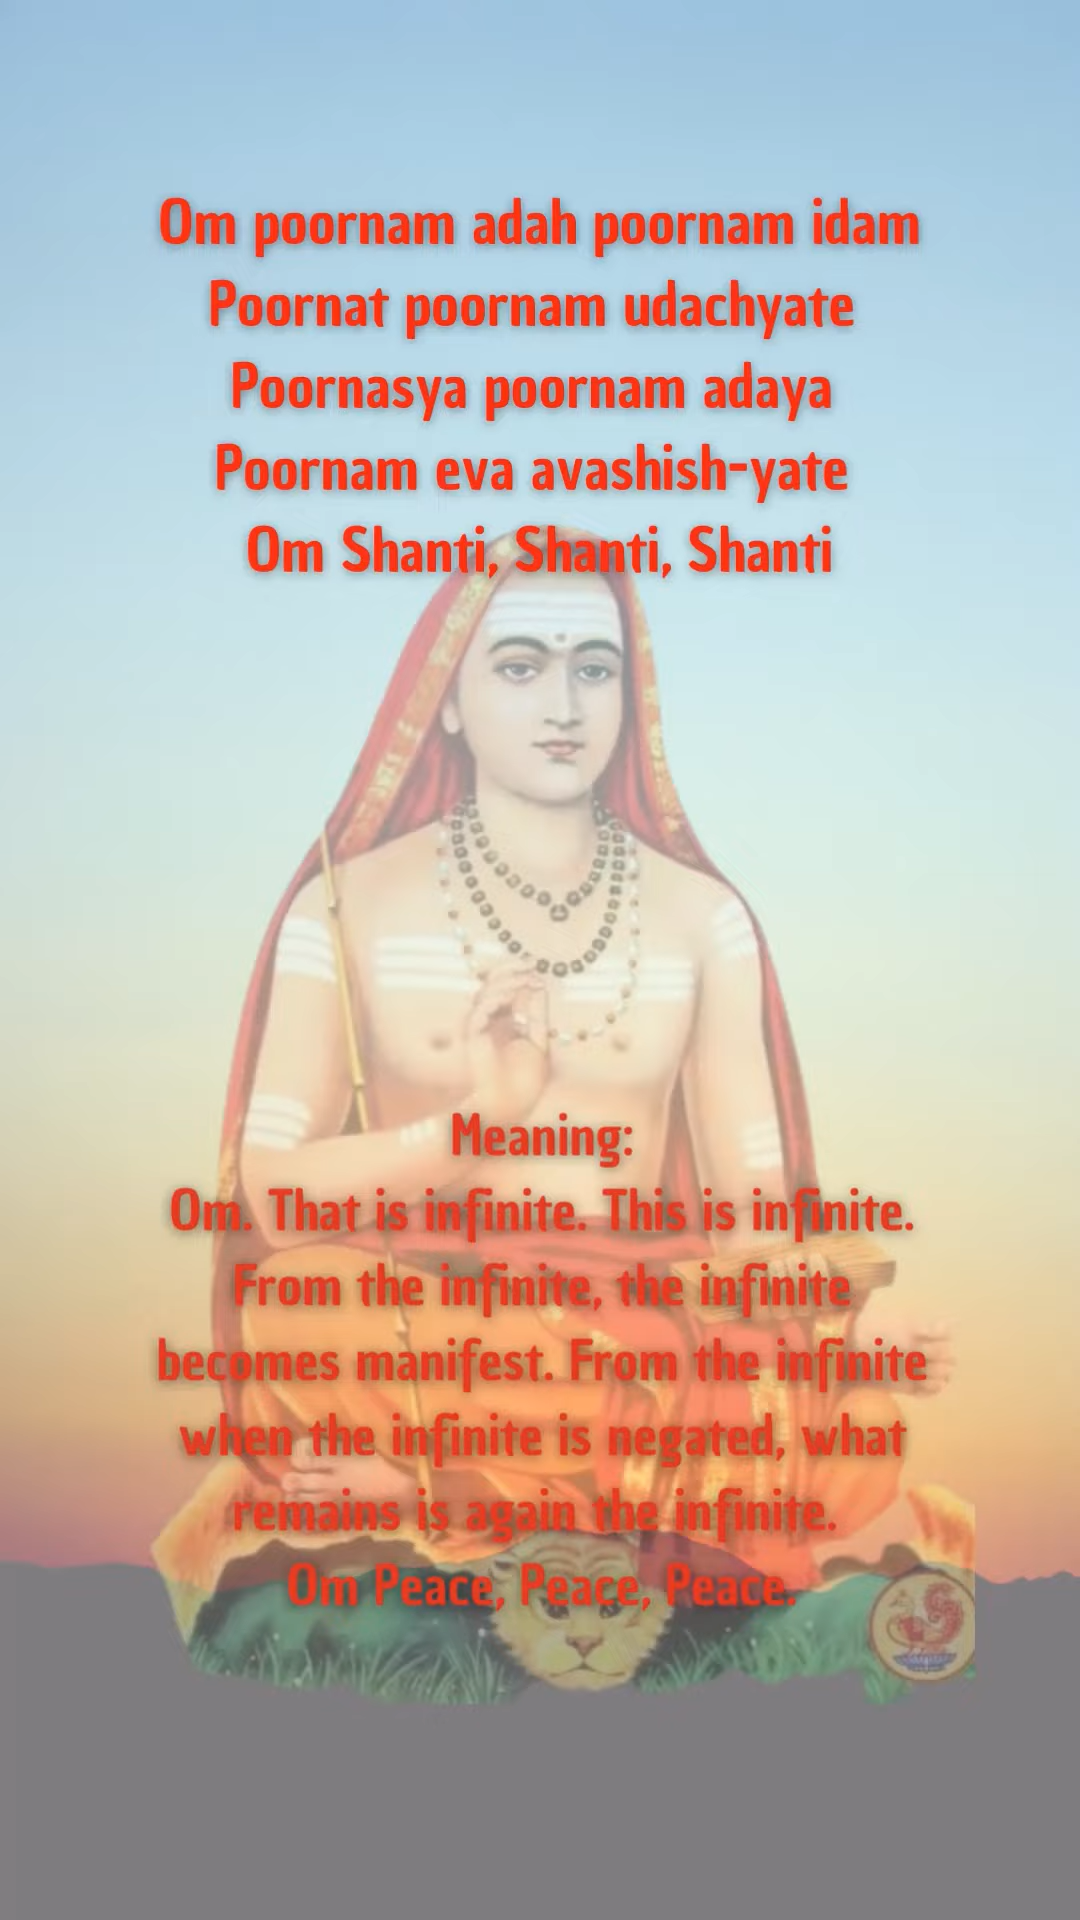 Om poornam adah poornam idam
Poornat poornam udachyate
Poornasya poornam adaya
Poornam eva avashish-yate
Om Shanti, Shanti, Shanti
Meaning:
Om. That is infinite. This is infinite.
From the infinite, the infinite
becomes manifest. From the infinite
when the infinite is negated, what
remains is again the infinite.
Om Peace, Peace, Peace.